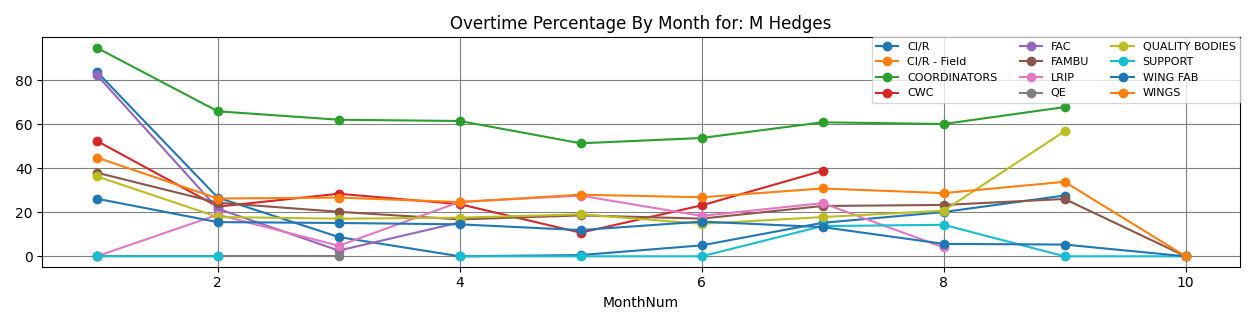 Overtime Percentage By Month for: M Hedges
CI/R
CI/R - Field
COORDINATORS
CWC
FAC
FAMBU
LRIP
QE
QUALITY BODIES
SUPPORT
WING FAB
WINGS
80
60
40
20
0
2
4
6
8
10
MonthNum